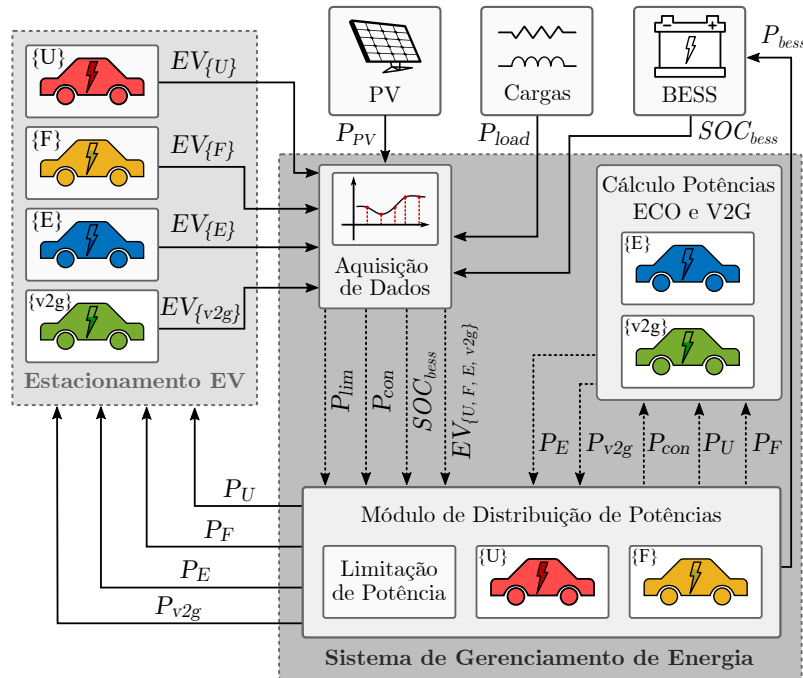 {U}
EV{U}
{F}
EV{F}
{E}
EV{E}
{v2g}
EV{v2g}
Estacionamento EV
PV
Cargas
BESS
P_bess
P_PV
P_load
SOC_bess
Aquisição
de Dados
Cálculo Potências
ECO e V2G
{E}
{v2g}
P_lim
P_con
SOC_bess
EV{U, F, E, v2g}
P_E
P_v2g
P_con
P_U
P_F
P_U
P_F
P_E
P_v2g
Módulo de Distribuição de Potências
Limitação
de Potência
{U}
{F}
Sistema de Gerenciamento de Energia